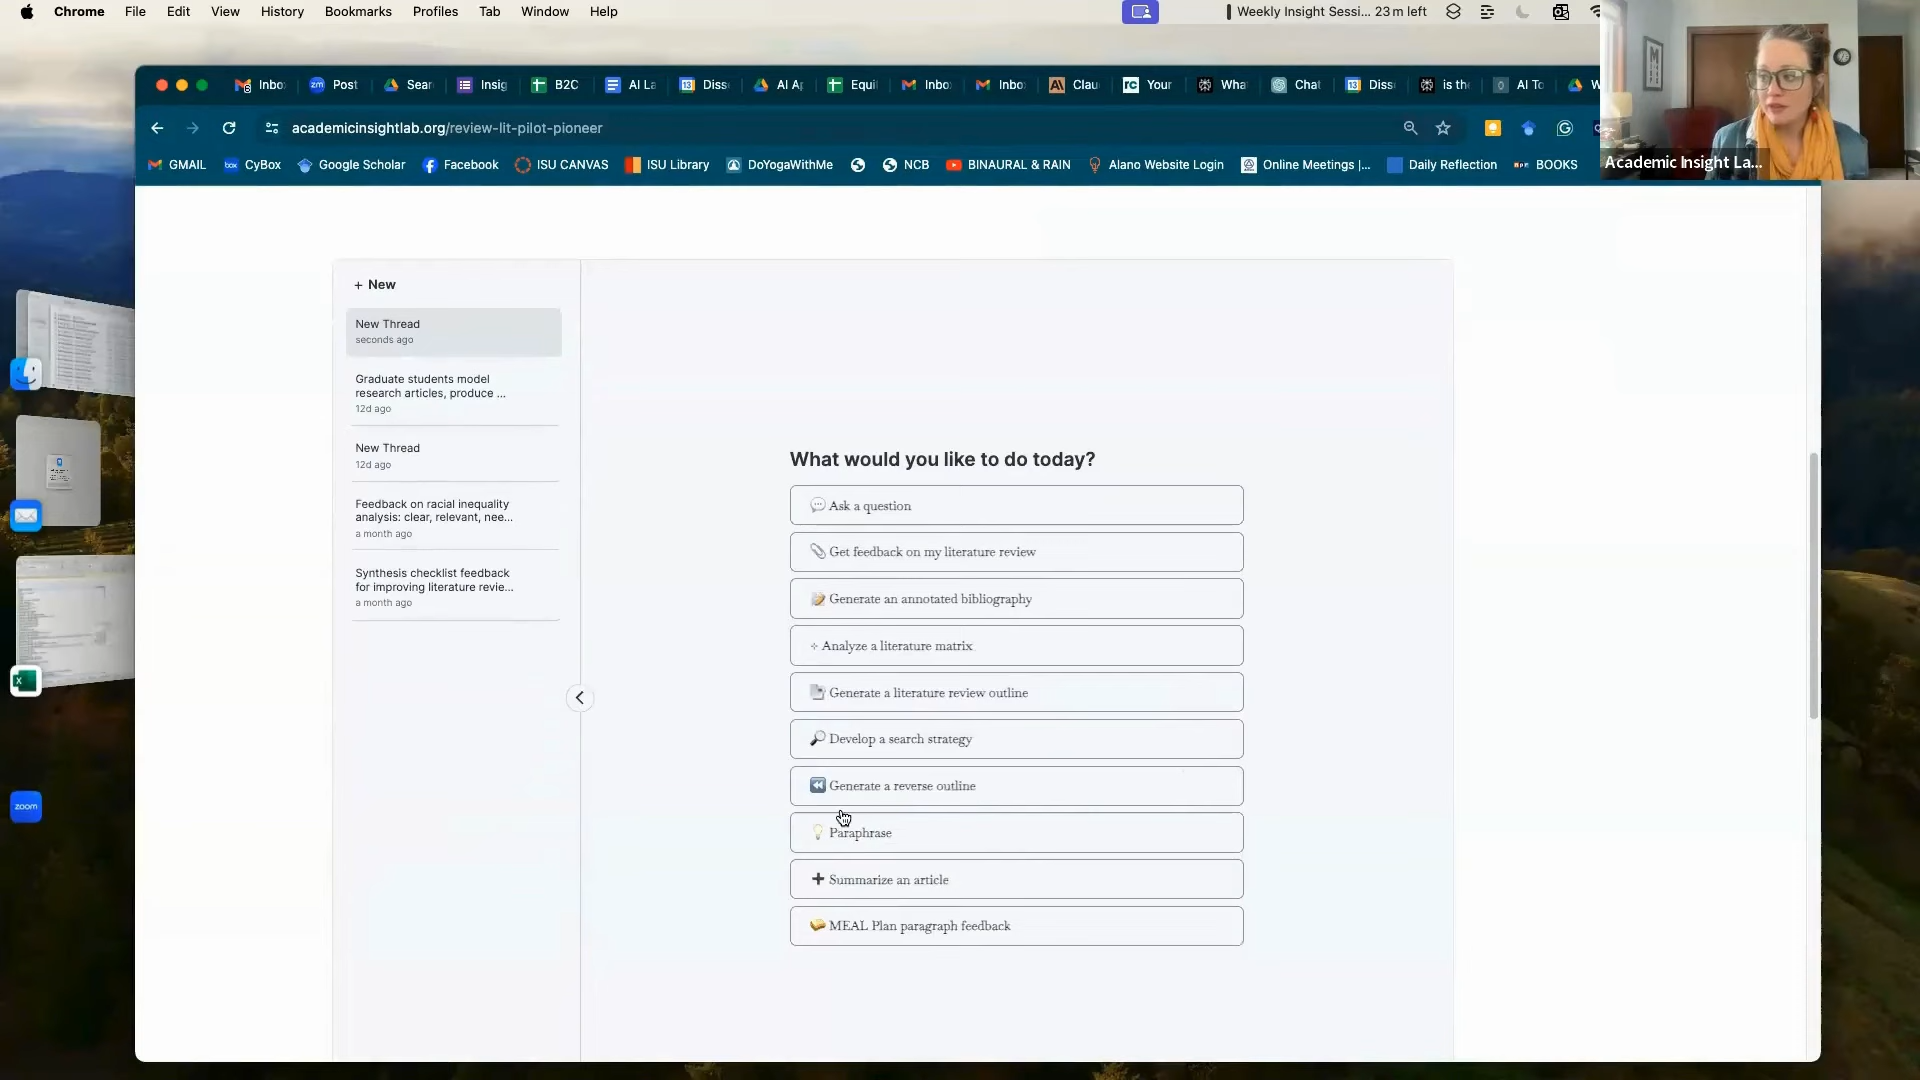 Chrome File Edit View History Bookmarks Profiles Tab Window Help
Weekly Insight Sessi... 23 m left
Inbo
Post
Sear
Insig
B2C
AI La
Diss
AI A
Equi
Inbo
Inbo
Clau
Your
Wha
Chat
Diss
is the
AI To
W
academicinsightlab.org/review-lit-pilot-pioneer
GMAIL
CyBox
Google Scholar
Facebook
ISU CANVAS
ISU Library
DoYogaWithMe
NCB
BINAURAL & RAIN
Alano Website Login
Online Meetings |...
Daily Reflection
BOOKS
Academic Insight La...
+ New
New Thread
seconds ago
Graduate students model
research articles, produce ...
12d ago
New Thread
12d ago
Feedback on racial inequality
analysis: clear, relevant, nee...
a month ago
Synthesis checklist feedback
for improving literature revie...
a month ago
What would you like to do today?
Ask a question
Get feedback on my literature review
Generate an annotated bibliography
Analyze a literature matrix
Generate a literature review outline
Develop a search strategy
Generate a reverse outline
Paraphrase
Summarize an article
MEAL Plan paragraph feedback
zoom